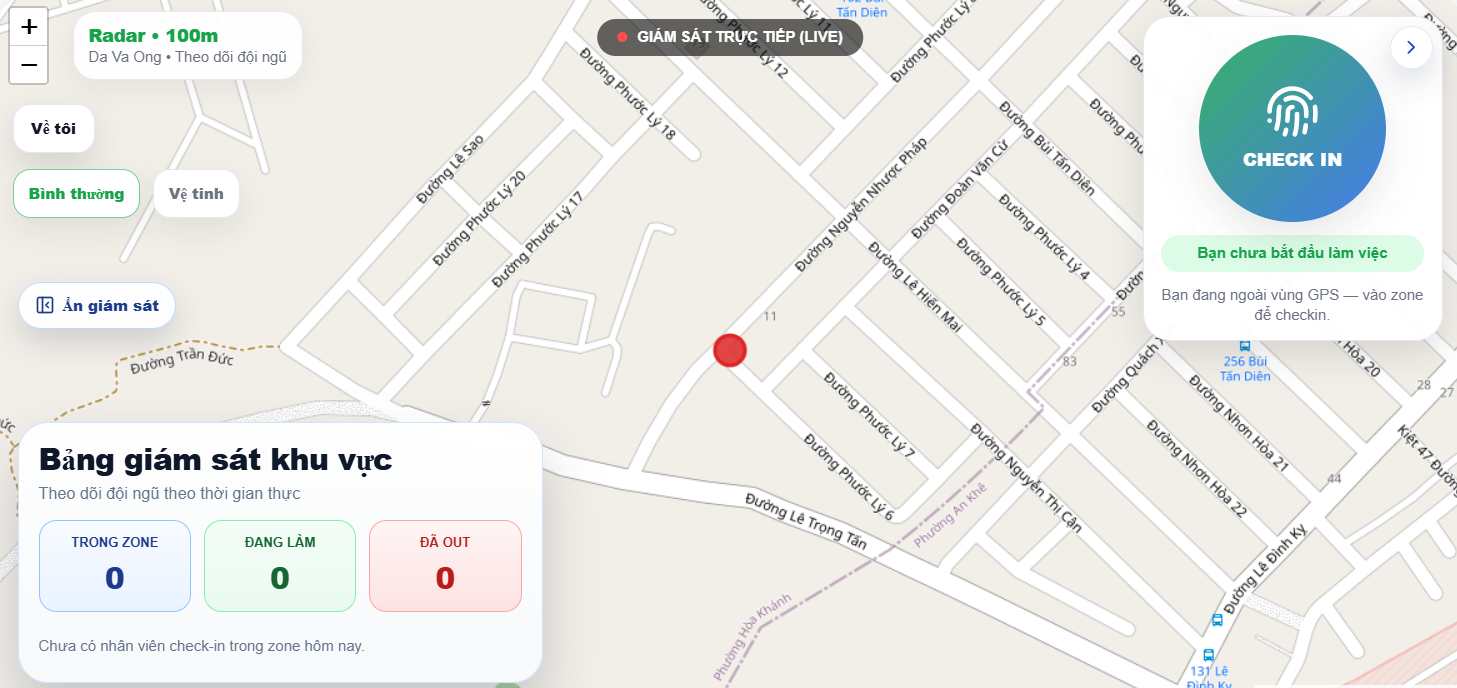 +
−
Radar • 100m
Da Va Ong • Theo dõi đội ngũ
GIÁM SÁT TRỰC TIẾP (LIVE)
Tấn Diên
Về tôi
Bình thường
Vệ tinh
Ẩn giám sát
CHECK IN
Bạn chưa bắt đầu làm việc
Bạn đang ngoài vùng GPS — vào zone
để checkin.
Đường Phước Lý 18
Đường Lê Sao
Đường Phước Lý 20
Đường Phước Lý 17
Đường Nguyễn Nhược Pháp
Đường Đoàn Văn Cừ
Đường Bùi Tấn Diên
Đường Phước Lý 4
Đường Phước Lý 5
Đường Lê Hiến Mai
11
55
83
256 Bùi
Tấn Diên
28
27
Đường Trần Đức
Đường Phước Lý 7
Đường Phước Lý 6
Đường Nguyễn Thị Cận
Đường Nhơn Hòa 21
Đường Nhơn Hòa 22
44
Đường Lê Trọng Tấn
Phường An Khê
Phường Hòa Khánh
Đường Lê Đình Kỵ
131 Lê
Đình Kỵ
Bảng giám sát khu vực
Theo dõi đội ngũ theo thời gian thực
TRONG ZONE
0
ĐANG LÀM
0
ĐÃ OUT
0
Chưa có nhân viên check-in trong zone hôm nay.